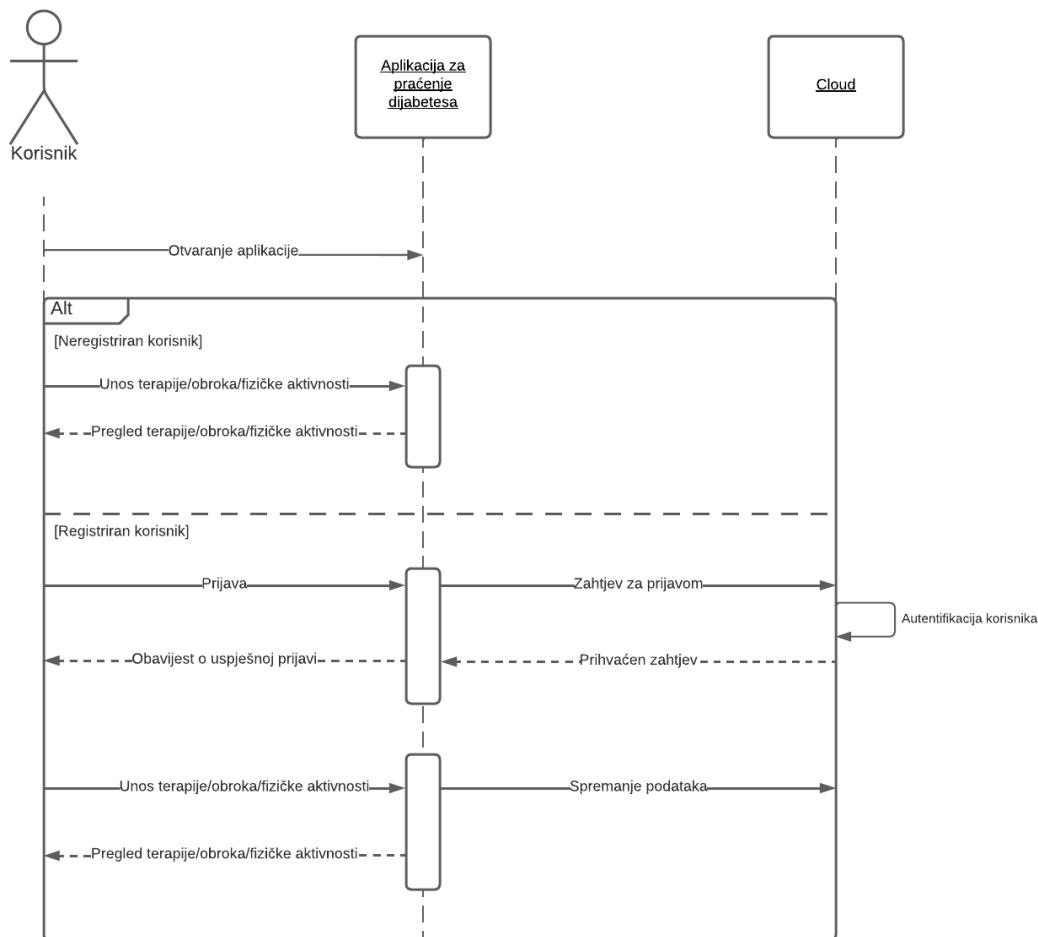 Korisnik
Aplikacija za
praćenje
dijabetesa
Cloud
Otvaranje aplikacije
Alt
[Neregistriran korisnik]
Unos terapije/obroka/fizičke aktivnosti
Pregled terapije/obroka/fizičke aktivnosti
[Registriran korisnik]
Prijava
Zahtjev za prijavom
Autentifikacija korisnika
Obavijest o uspješnoj prijavi
Prihvaćen zahtjev
Unos terapije/obroka/fizičke aktivnosti
Spremanje podataka
Pregled terapije/obroka/fizičke aktivnosti